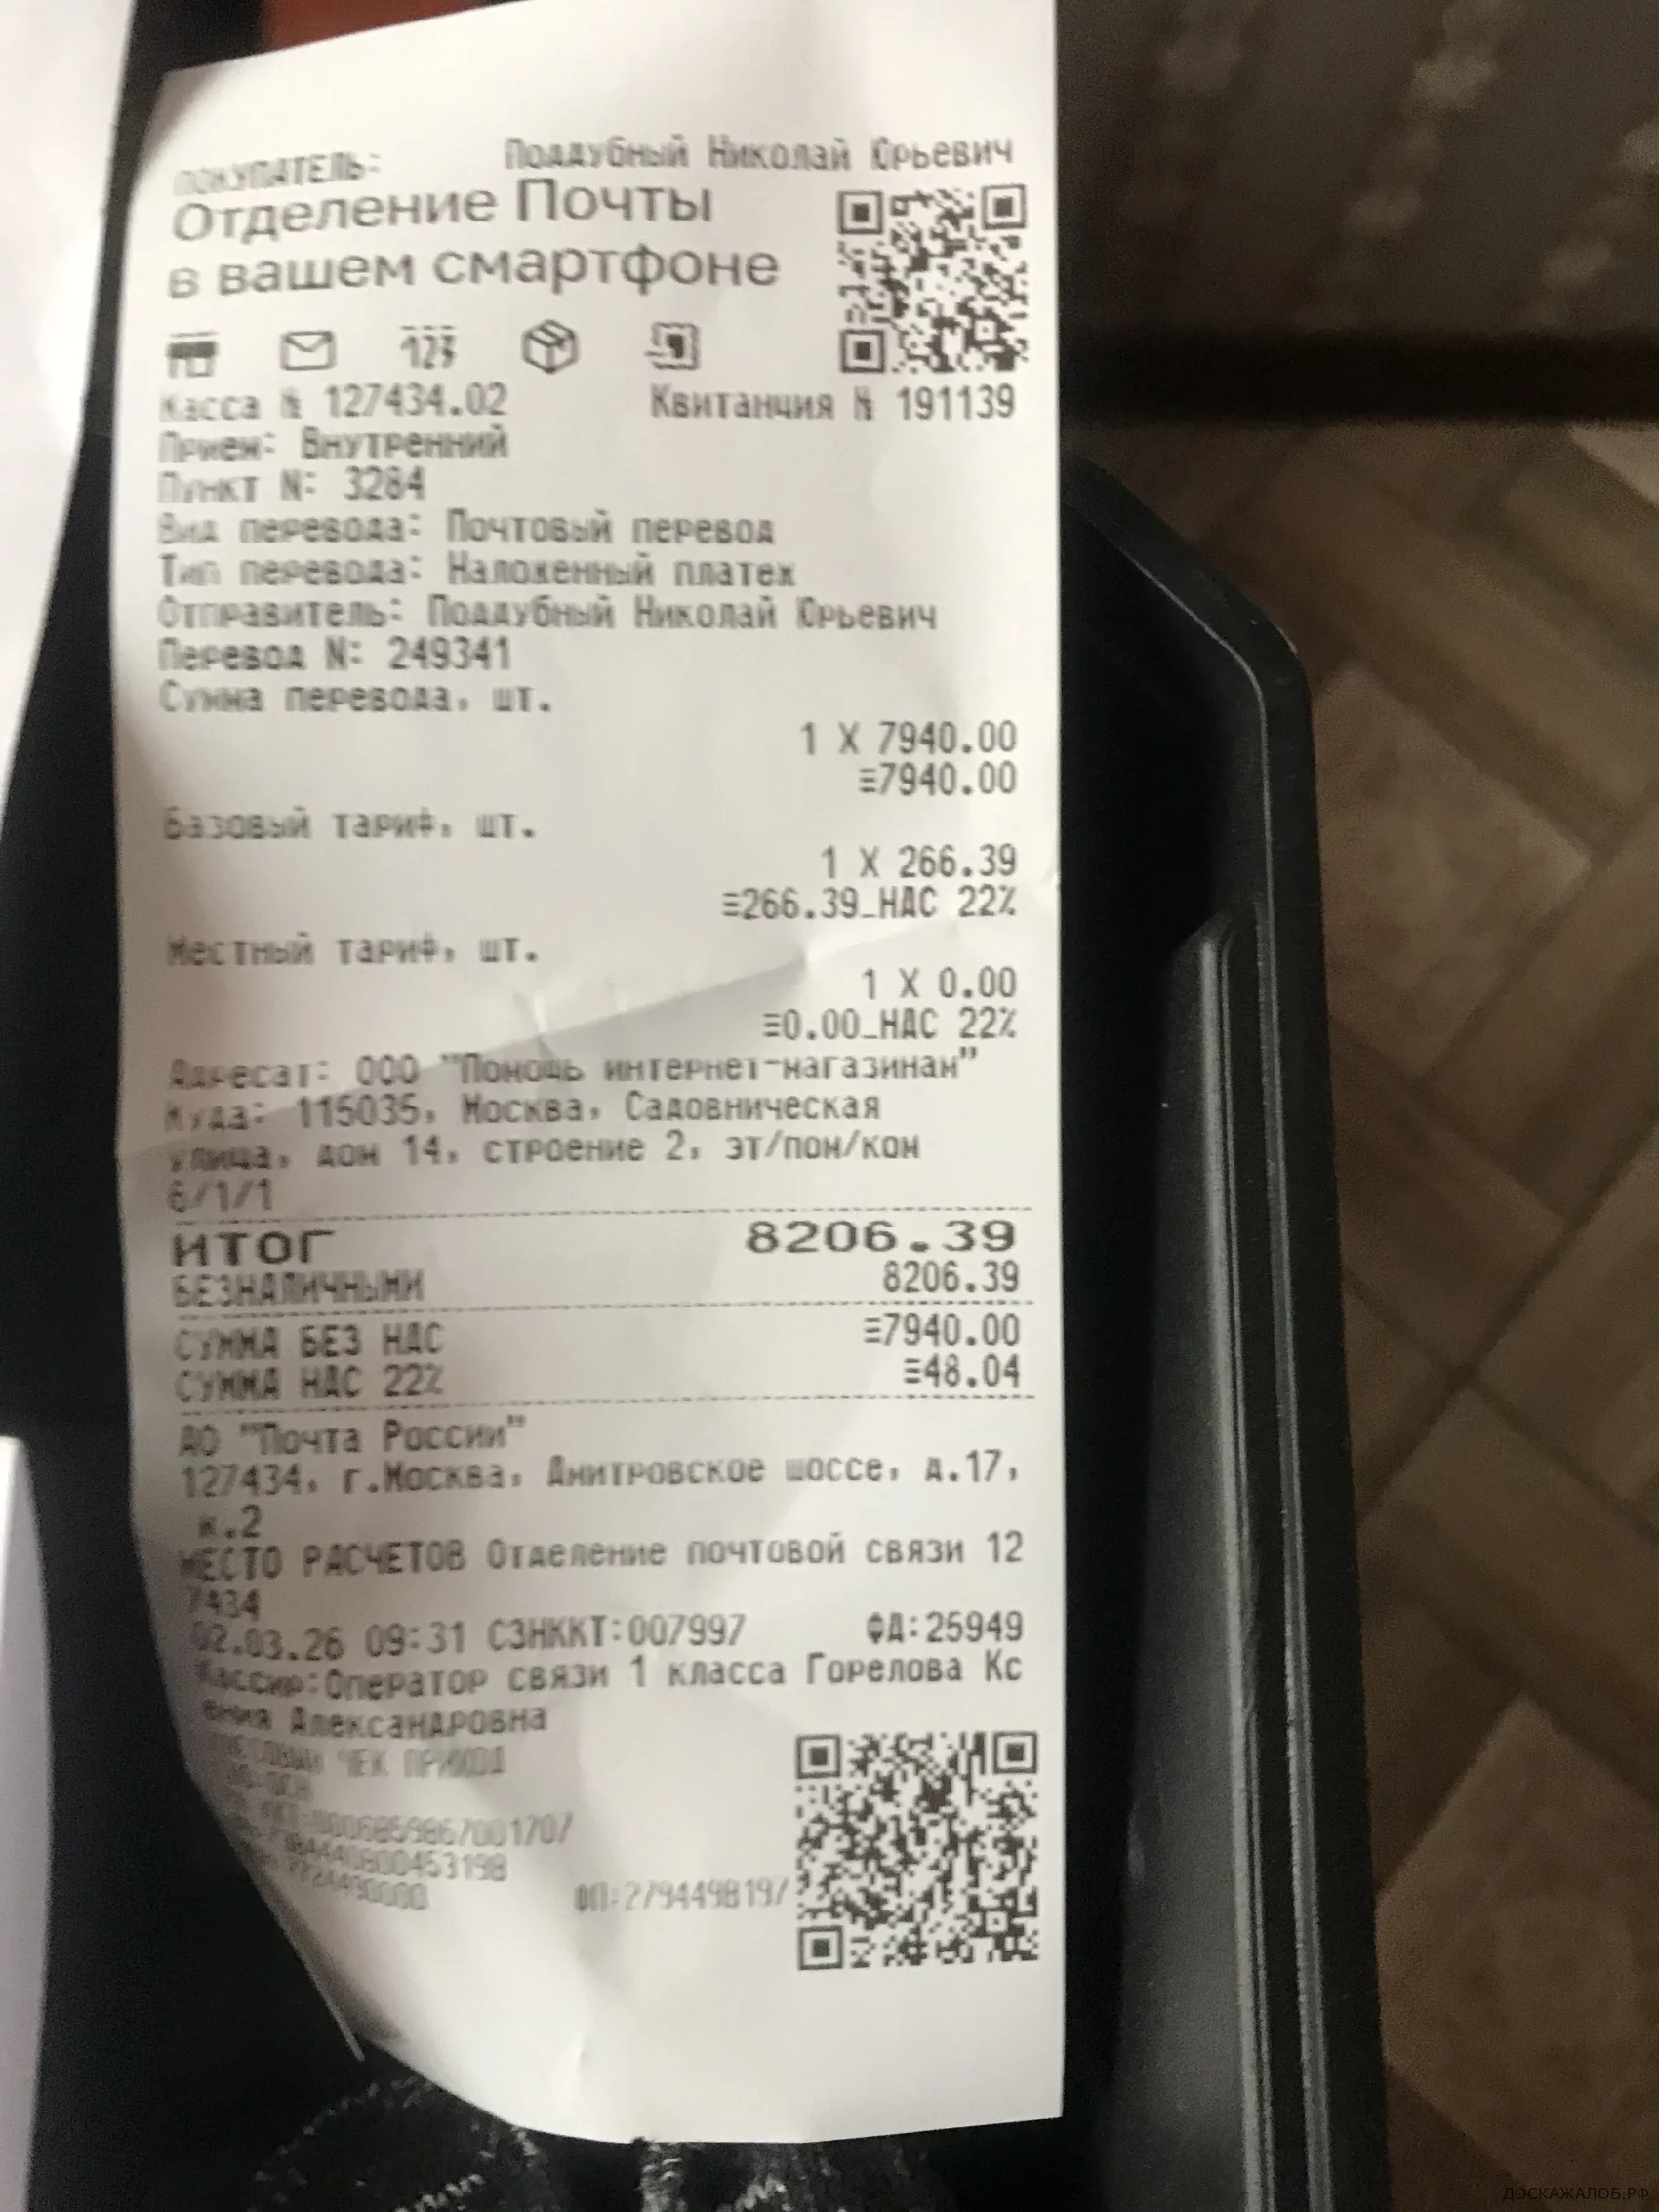 ПОКУПАТЕЛЬ: Поддубный Николай Юрьевич
Отделение Почты
в вашем смартфоне
Касса № 127434.02 Квитанция № 191139
Прием: Внутренний
Пункт N: 3284
Вид перевода: Почтовый перевод
Тип перевода: Наложенный платеж
Отправитель: Поддубный Николай Юрьевич
Перевод N: 249341
Сумма перевода, шт.
1 X 7940.00
≡7940.00
Базовый тариф, шт.
1 X 266.39
≡266.39_НДС 22%
Местный тариф, шт.
1 X 0.00
≡0.00_НДС 22%
Адресат: ООО "Помощь интернет-магазинам"
Куда: 115035, Москва, Садовническая
улица, дом 14, строение 2, эт/пом/ком
6/1/1
ИТОГ 8206.39
БЕЗНАЛИЧНЫМИ 8206.39
СУММА БЕЗ НДС ≡7940.00
СУММА НДС 22% ≡48.04
АО "Почта России"
127434, г.Москва, Дмитровское шоссе, д.17,
к.2
МЕСТО РАСЧЕТОВ Отделение почтовой связи 12
7434
02.03.26 09:31 СЗНККТ:007997 ФД:25949
Кассир:Оператор связи 1 класса Горелова Кс
ения Александровна
КАССОВЫЙ ЧЕК ПРИХОД
ФП:2794498197
ДОСКАЖАЛОБ.РФ